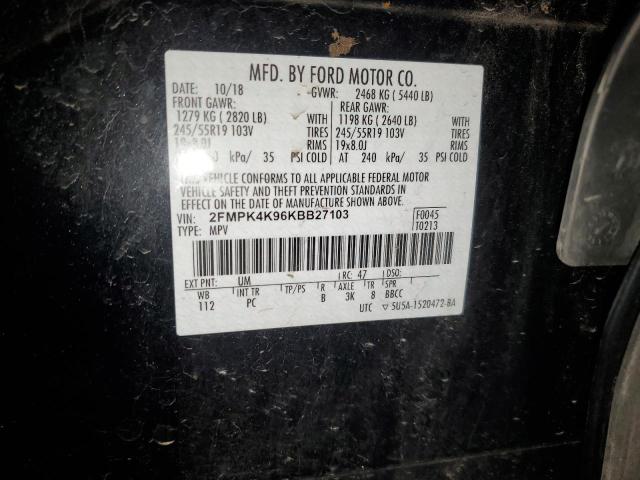 MFD. BY FORD MOTOR CO.
DATE: 10/18 GVWR: 2468 KG ( 5440 LB)
FRONT GAWR: REAR GAWR:
1279 KG ( 2820 LB) WITH 1198 KG ( 2640 LB) WITH
245/55R19 103V TIRES 245/55R19 103V TIRES
19x8.0J RIMS 19x8.0J RIMS
kPa/ 35 PSI COLD AT 240 kPa/ 35 PSI COLD
THIS VEHICLE CONFORMS TO ALL APPLICABLE FEDERAL MOTOR
VEHICLE SAFETY AND THEFT PREVENTION STANDARDS IN
EFFECT ON THE DATE OF MANUFACTURE SHOWN ABOVE.
VIN: 2FMPK4K96KBB27103 F0045
TYPE: MPV T0213
EXT PNT: UM RC: 47 DSO:
WB INT TR TP/PS R AXLE TR SPR
112 PC B 3K 8 BBCC
UTC ▽ 5U5A-1520472-BA